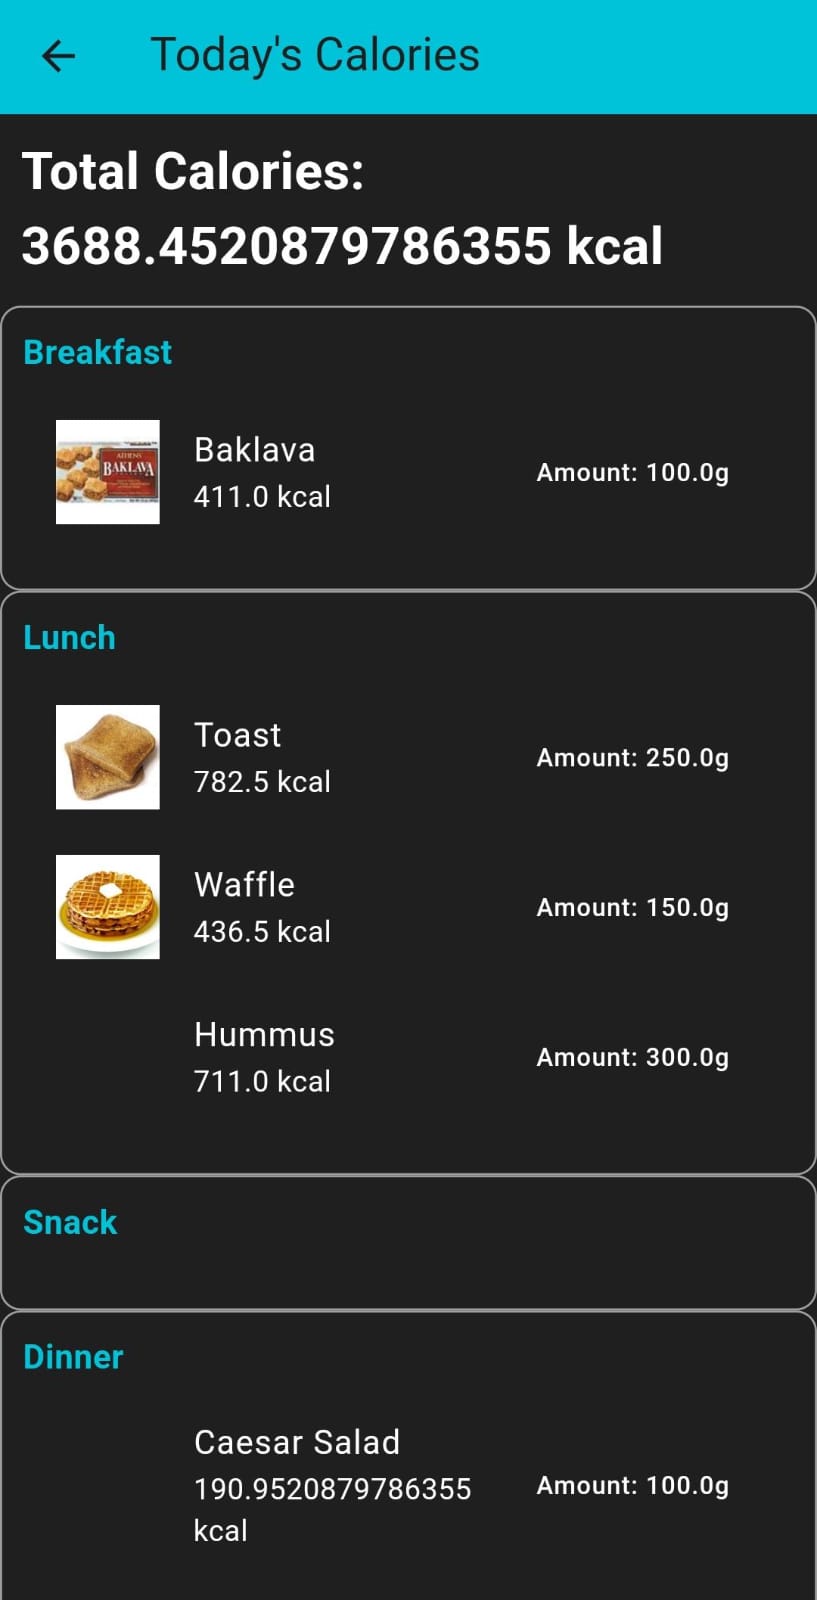 Today's Calories
Total Calories:
3688.4520879786355 kcal
Breakfast
ATHENS
BAKLAVA
Baklava
411.0 kcal
Amount: 100.0g
Lunch
Toast
782.5 kcal
Amount: 250.0g
Waffle
436.5 kcal
Amount: 150.0g
Hummus
711.0 kcal
Amount: 300.0g
Snack
Dinner
Caesar Salad
190.9520879786355
kcal
Amount: 100.0g